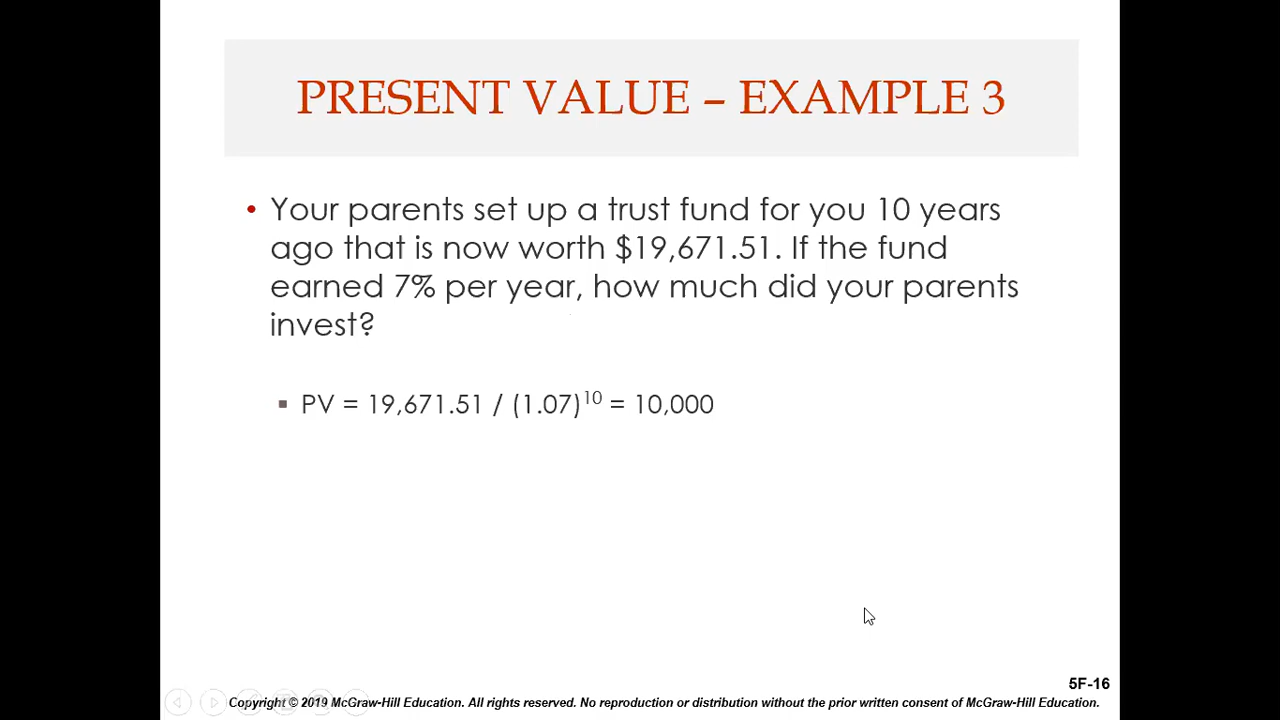 PRESENT VALUE – EXAMPLE 3
• Your parents set up a trust fund for you 10 years
ago that is now worth $19,671.51. If the fund
earned 7% per year, how much did your parents
invest?
▪ PV = 19,671.51 / (1.07)¹⁰ = 10,000
5F-16
Copyright © 2019 McGraw-Hill Education. All rights reserved. No reproduction or distribution without the prior written consent of McGraw-Hill Education.